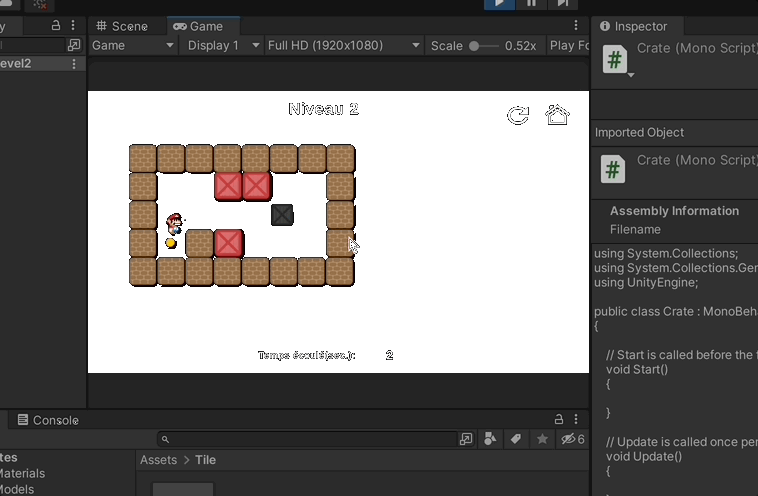 Scene
Game
Inspector
Game
Display 1
Full HD (1920x1080)
Scale
0.52x
Play Fo
evel2
Crate (Mono Script)
Niveau 2
Imported Object
Crate (Mono Script)
Assembly Information
Filename
using System.Collections;
using System.Collections.Gen
using UnityEngine;
public class Crate : MonoBeha
{
// Start is called before the f
void Start()
{
}
// Update is called once per
void Update()
{
Temps écoulé(sec.):
2
Console
6
tes
Materials
Models
Assets > Tile